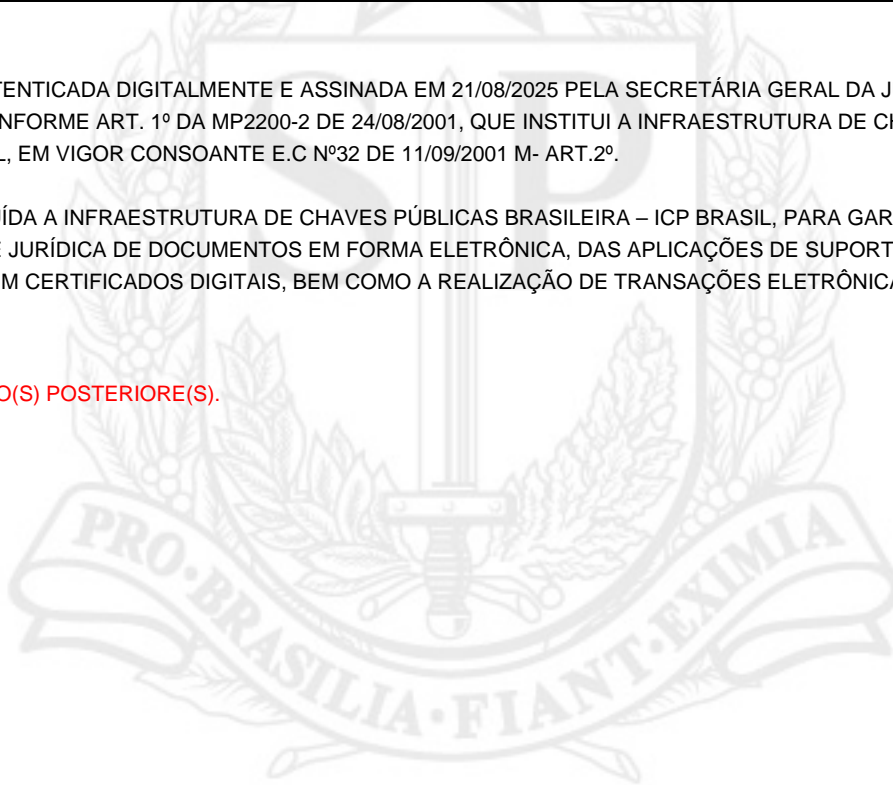 TENTICADA DIGITALMENTE E ASSINADA EM 21/08/2025 PELA SECRETÁRIA GERAL DA J
NFORME ART. 1º DA MP2200-2 DE 24/08/2001, QUE INSTITUI A INFRAESTRUTURA DE CH
L, EM VIGOR CONSOANTE E.C Nº32 DE 11/09/2001 M- ART.2º.
ÍDA A INFRAESTRUTURA DE CHAVES PÚBLICAS BRASILEIRA – ICP BRASIL, PARA GAR
E JURÍDICA DE DOCUMENTOS EM FORMA ELETRÔNICA, DAS APLICAÇÕES DE SUPORT
M CERTIFICADOS DIGITAIS, BEM COMO A REALIZAÇÃO DE TRANSAÇÕES ELETRÔNICA
O(S) POSTERIORE(S).
SP
PRO·BRASILIA·FIANT·EXIMIA